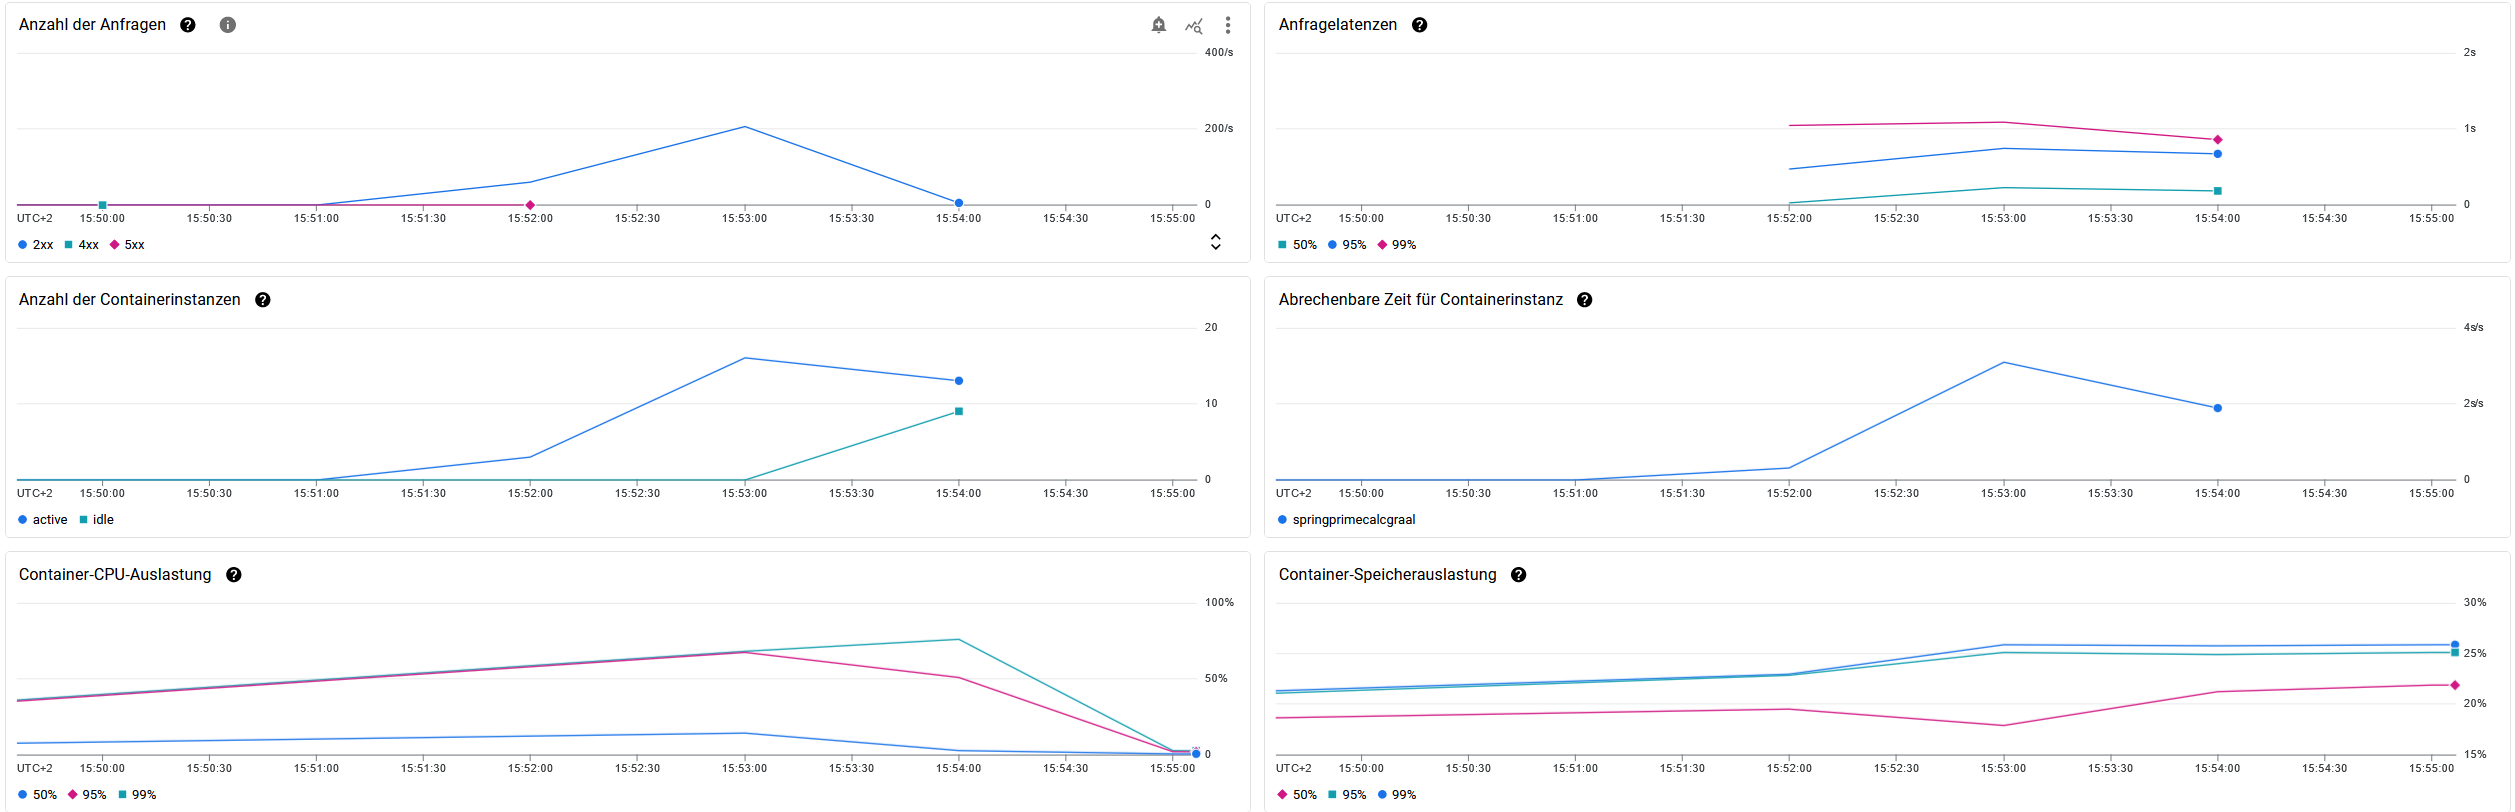 Anzahl der Anfragen
400/s
200/s
0
UTC+2 15:50:00 15:50:30 15:51:00 15:51:30 15:52:00 15:52:30 15:53:00 15:53:30 15:54:00 15:54:30 15:55:00
2xx 4xx 5xx
Anfragelatenzen
2s
1s
0
UTC+2 15:50:00 15:50:30 15:51:00 15:51:30 15:52:00 15:52:30 15:53:00 15:53:30 15:54:00 15:54:30 15:55:00
50% 95% 99%
Anzahl der Containerinstanzen
20
10
0
UTC+2 15:50:00 15:50:30 15:51:00 15:51:30 15:52:00 15:52:30 15:53:00 15:53:30 15:54:00 15:54:30 15:55:00
active idle
Abrechenbare Zeit für Containerinstanz
4s/s
2s/s
0
UTC+2 15:50:00 15:50:30 15:51:00 15:51:30 15:52:00 15:52:30 15:53:00 15:53:30 15:54:00 15:54:30 15:55:00
springprimecalcgraal
Container-CPU-Auslastung
100%
50%
0
UTC+2 15:50:00 15:50:30 15:51:00 15:51:30 15:52:00 15:52:30 15:53:00 15:53:30 15:54:00 15:54:30 15:55:00
50% 95% 99%
Container-Speicherauslastung
30%
25%
20%
15%
UTC+2 15:50:00 15:50:30 15:51:00 15:51:30 15:52:00 15:52:30 15:53:00 15:53:30 15:54:00 15:54:30 15:55:00
50% 95% 99%